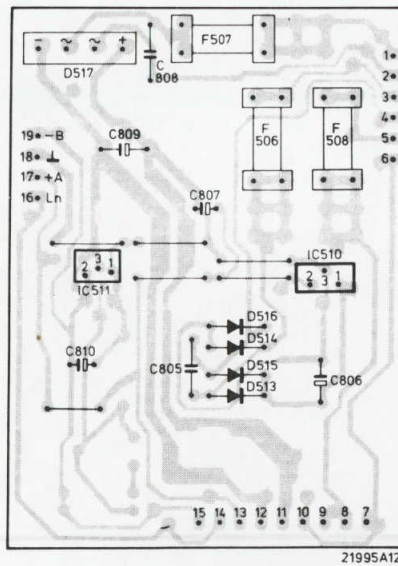 − ~ ~ +
D517
C
808
F507
1
2
3
4
5
6
F
506
F
508
19 −B
18 ⊥
17 +A
16 Ln
C809
C807
IC510
2 3 1
2 3 1
IC511
D516
D514
D515
D513
C810
C805
C806
15 14 13 12 11 10 9 8 7
21995A12